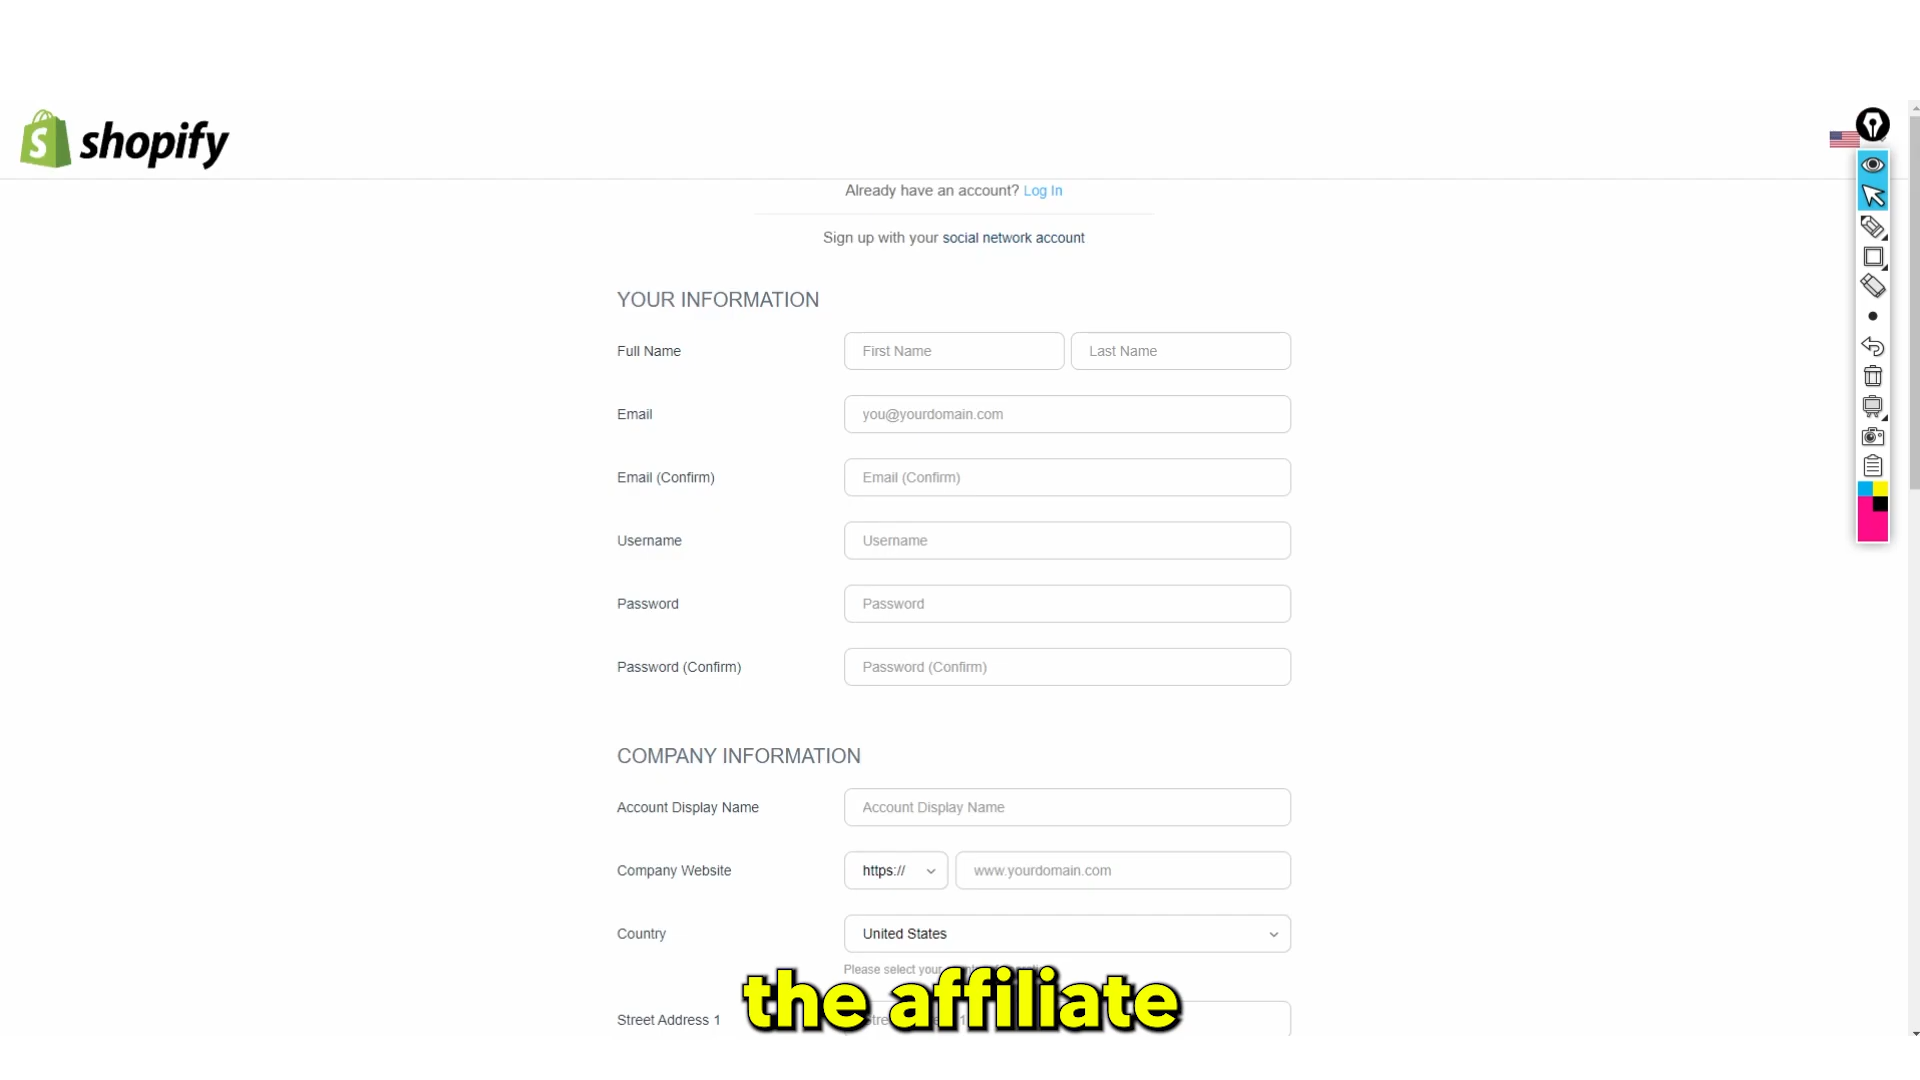 shopify
Already have an account? Log In
Sign up with your social network account
YOUR INFORMATION
Full Name First Name Last Name
Email you@yourdomain.com
Email (Confirm) Email (Confirm)
Username Username
Password Password
Password (Confirm) Password (Confirm)
COMPANY INFORMATION
Account Display Name Account Display Name
Company Website https:// www.yourdomain.com
Country United States
Please select your
the affiliate
Street Address 1